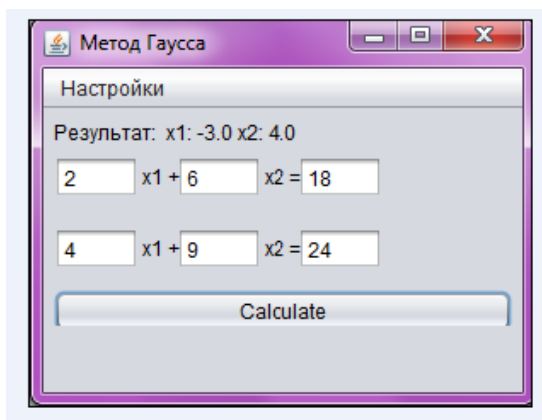 Метод Гаусса
Настройки
Результат: x1: -3.0 x2: 4.0
2 x1 + 6 x2 = 18
4 x1 + 9 x2 = 24
Calculate